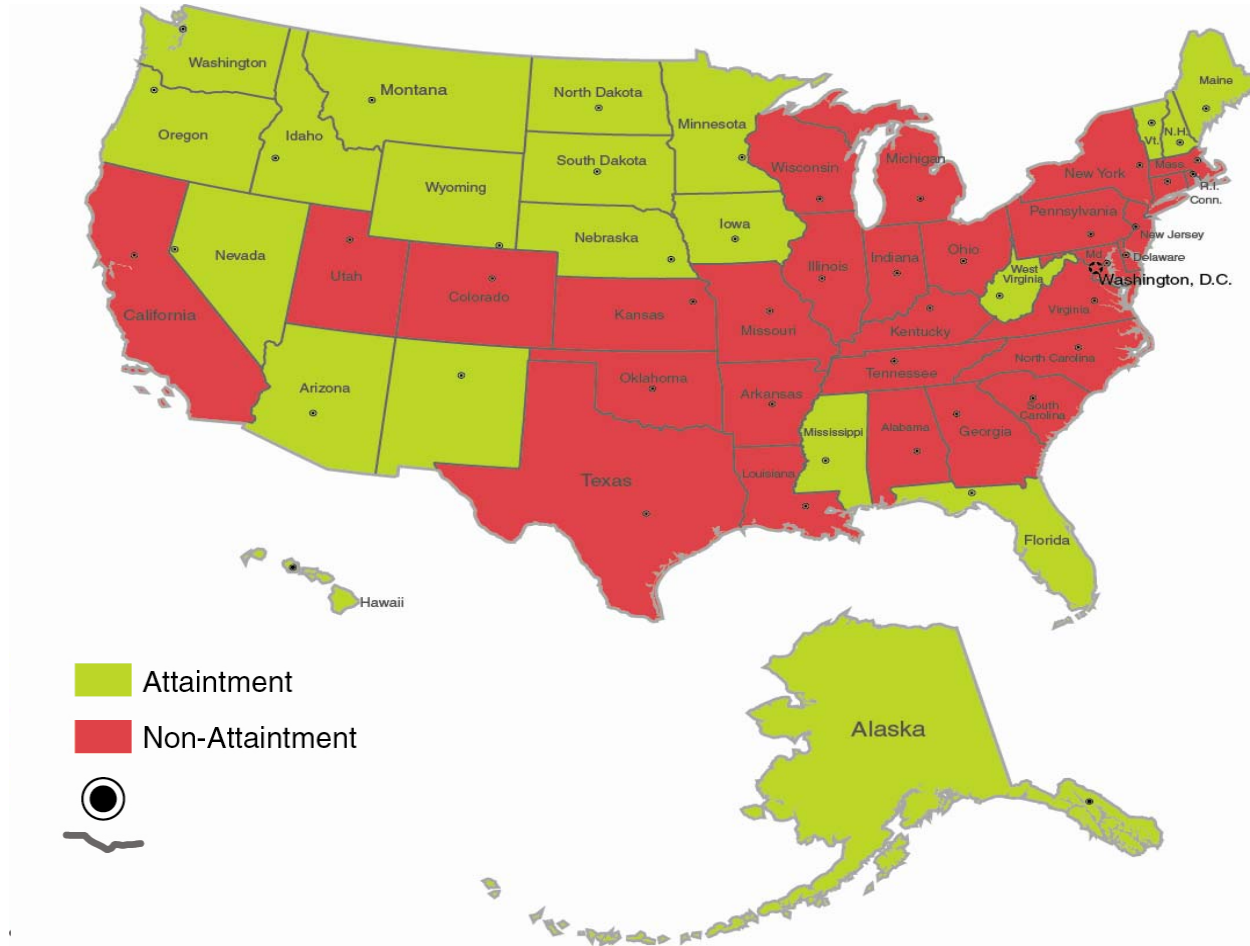 Washington
Montana
North Dakota
Minnesota
Maine
Oregon
Idaho
Vt.
N.H.
South Dakota
Wisconsin
Michigan
New York
Mass.
Wyoming
R.I.
Conn.
Pennsylvania
Nebraska
Iowa
New Jersey
Nevada
Utah
Ohio
Indiana
Illinois
Md.
Delaware
West
Virginia
Washington, D.C.
Colorado
California
Kansas
Missouri
Kentucky
Virginia
North Carolina
Tennessee
Arizona
Oklahoma
Arkansas
South
Carolina
Mississippi
Alabama
Georgia
Texas
Louisiana
Florida
Hawaii
Attaintment
Non-Attaintment
Alaska